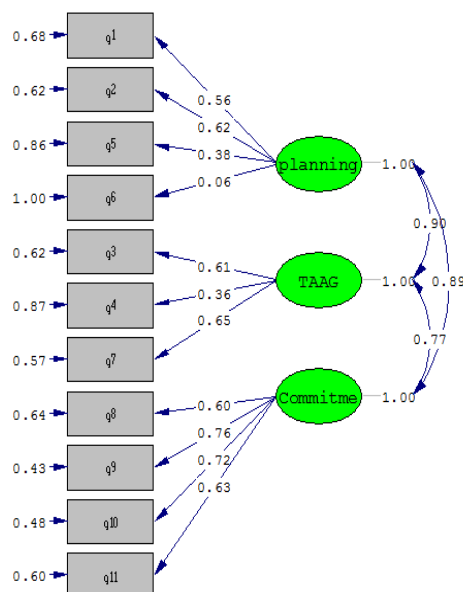 0.68 q1
0.56
0.62 q2
0.62
0.86 q5
0.38
planning 1.00
1.00 q6
0.06
0.90
0.62 q3
0.61
TAAG 1.00
0.89
0.87 q4
0.36
0.65
0.77
0.57 q7
0.64 q8
0.60
Commitme 1.00
0.76
0.43 q9
0.72
0.63
0.48 q10
0.60 q11